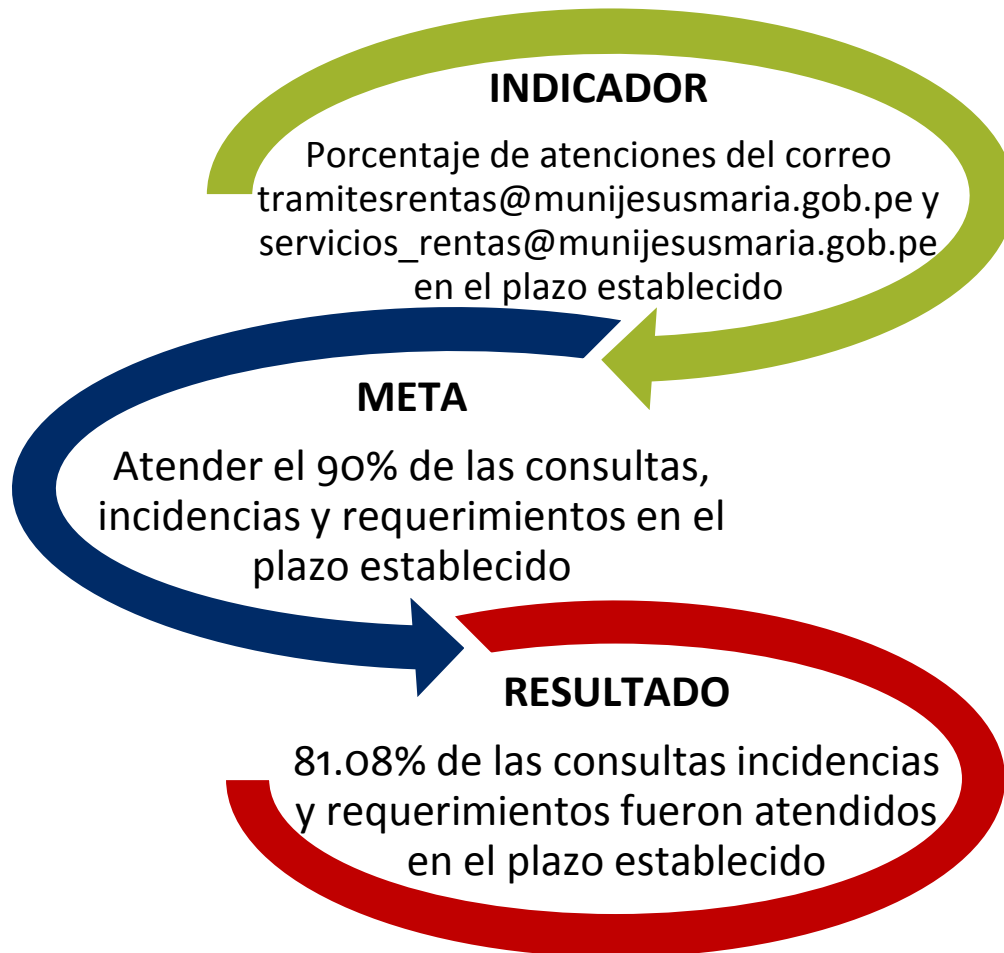 INDICADOR
Porcentaje de atenciones del correo
tramitesrentas@munijesusmaria.gob.pe y
servicios_rentas@munijesusmaria.gob.pe
en el plazo establecido
META
Atender el 90% de las consultas,
incidencias y requerimientos en el
plazo establecido
RESULTADO
81.08% de las consultas incidencias
y requerimientos fueron atendidos
en el plazo establecido